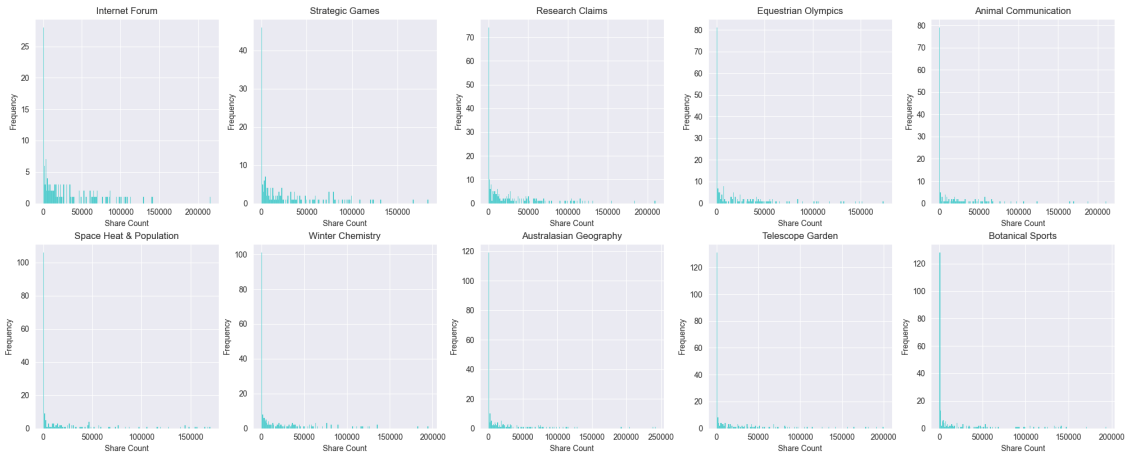 Internet Forum
Frequency
25
20
15
10
5
0
0 50000 100000 150000 200000
Share Count
Strategic Games
Frequency
40
30
20
10
0
0 50000 100000 150000
Share Count
Research Claims
Frequency
70
60
50
40
30
20
10
0
0 50000 100000 150000 200000
Share Count
Equestrian Olympics
Frequency
80
70
60
50
40
30
20
10
0
0 50000 100000 150000
Share Count
Animal Communication
Frequency
80
70
60
50
40
30
20
10
0
0 50000 100000 150000 200000
Share Count
Space Heat & Population
Frequency
100
80
60
40
20
0
0 50000 100000 150000
Share Count
Winter Chemistry
Frequency
100
80
60
40
20
0
0 50000 100000 150000 200000
Share Count
Australasian Geography
Frequency
120
100
80
60
40
20
0
0 50000 100000 150000 200000 250000
Share Count
Telescope Garden
Frequency
120
100
80
60
40
20
0
0 50000 100000 150000 200000
Share Count
Botanical Sports
Frequency
120
100
80
60
40
20
0
0 50000 100000 150000 200000
Share Count